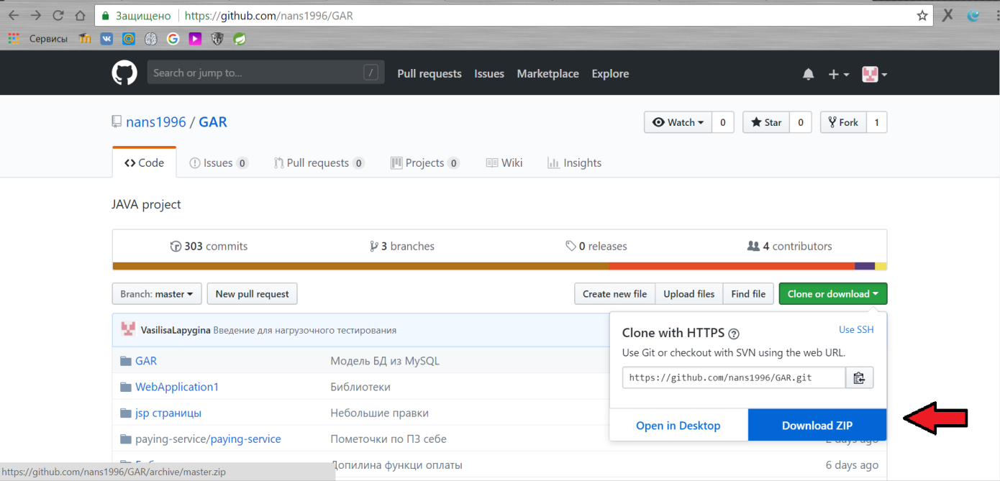 Защищено https://github.com/nans1996/GAR
Сервисы
Search or jump to... / Pull requests Issues Marketplace Explore
nans1996 / GAR Watch 0 Star 0 Fork 1
Code Issues 0 Pull requests 0 Projects 0 Wiki Insights
JAVA project
303 commits 3 branches 0 releases 4 contributors
Branch: master New pull request Create new file Upload files Find file Clone or download
VasilisaLapygina Введение для нагрузочного тестирования
Clone with HTTPS Use SSH
Use Git or checkout with SVN using the web URL.
https://github.com/nans1996/GAR.git
Open in Desktop Download ZIP
GAR Модель БД из MySQL
WebApplication1 Библиотеки
jsp страницы Небольшие правки
paying-service/paying-service Пометочки по ПЗ себе 2 days ago
Допилина функци оплаты 6 days ago
https://github.com/nans1996/GAR/archive/master.zip